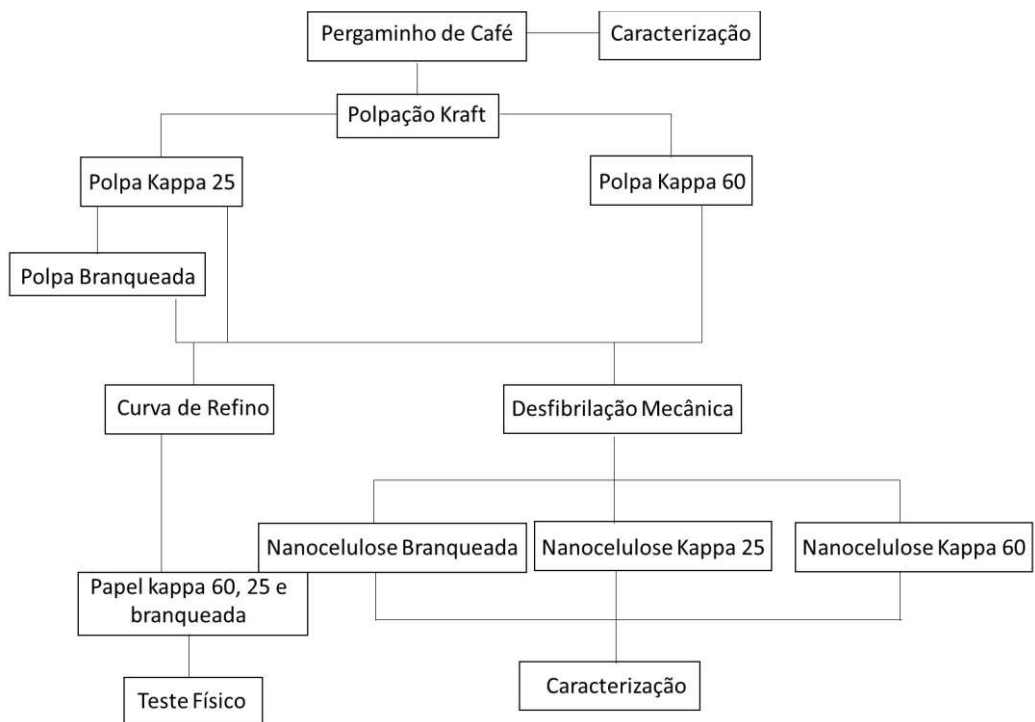 Pergaminho de Café
Caracterização
Polpação Kraft
Polpa Kappa 25
Polpa Kappa 60
Polpa Branqueada
Curva de Refino
Desfibrilação Mecânica
Nanocelulose Branqueada
Nanocelulose Kappa 25
Nanocelulose Kappa 60
Papel kappa 60, 25 e
branqueada
Caracterização
Teste Físico